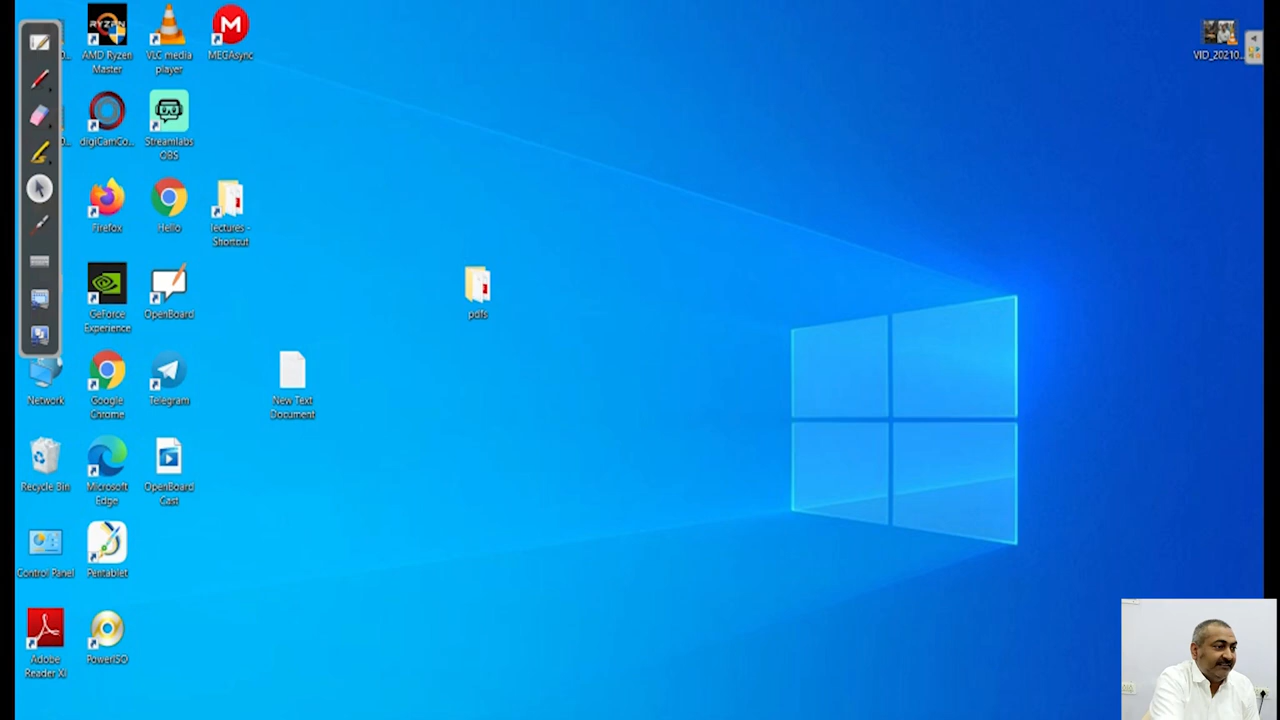 AMD Ryzen
Master
VLC media
player
MEGAsync
VID_20210...
digiCamCo...
Streamlabs
OBS
Firefox
Hello
lectures -
Shortcut
GeForce
Experience
OpenBoard
pdfs
Network
Google
Chrome
Telegram
New Text
Document
Recycle Bin
Microsoft
Edge
OpenBoard
Cast
Control Panel
Pentablet
Adobe
Reader XI
PowerISO